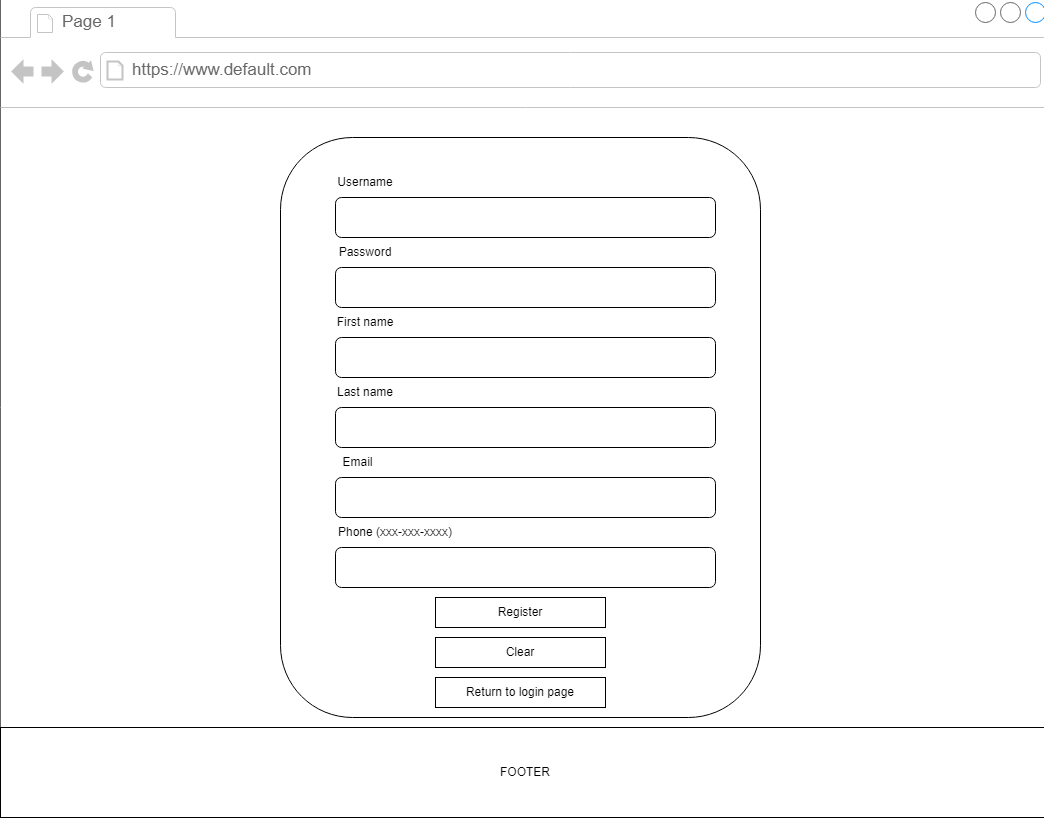 Page 1
https://www.default.com
Username
Password
First name
Last name
Email
Phone (xxx-xxx-xxxx)
Register
Clear
Return to login page
FOOTER